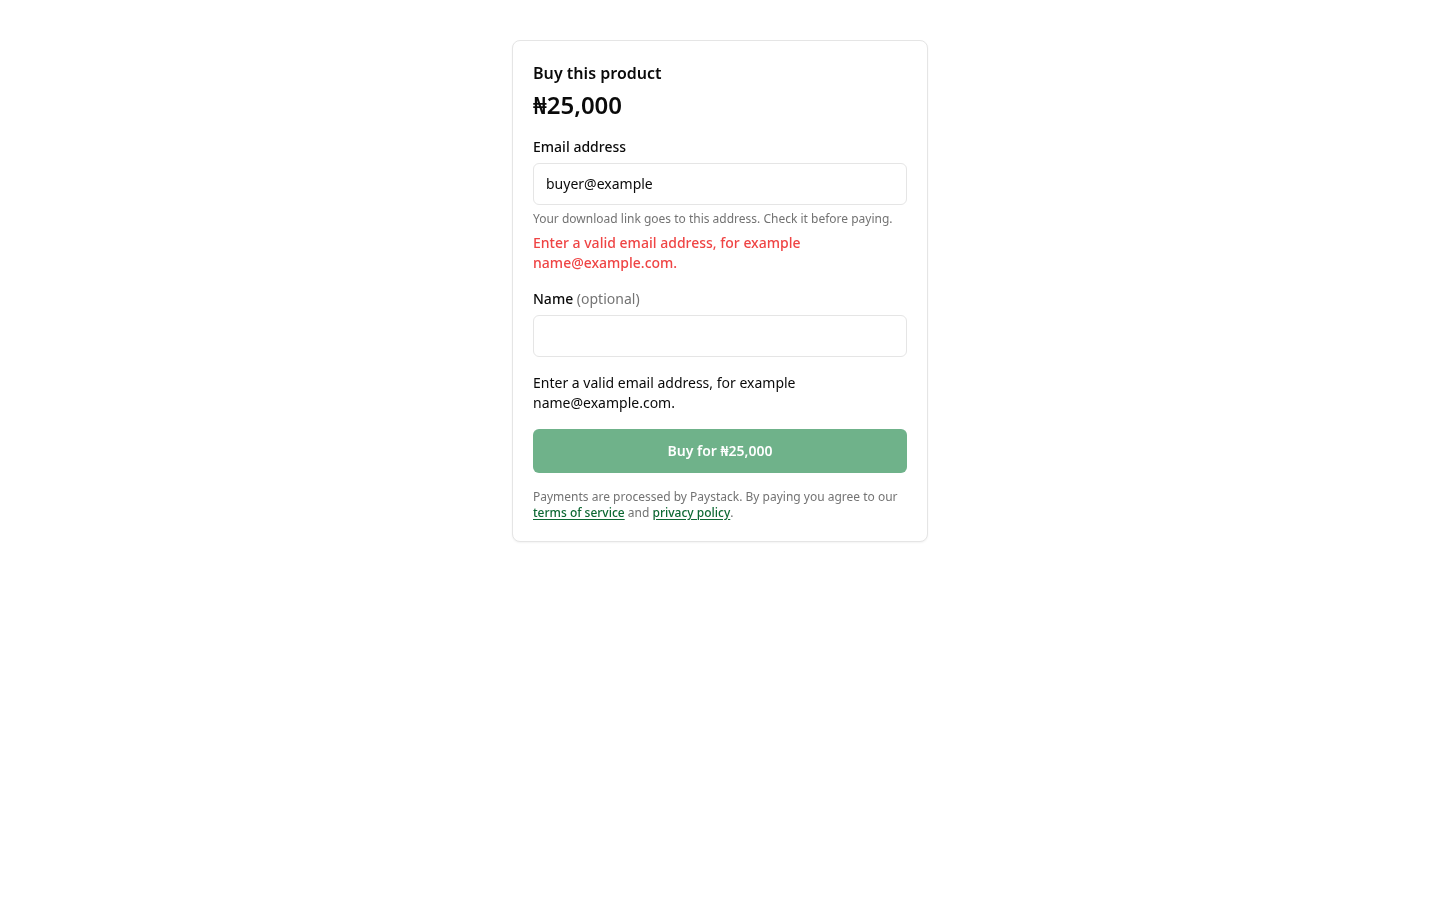 Buy this product
₦25,000
Email address
buyer@example
Your download link goes to this address. Check it before paying.
Enter a valid email address, for example
name@example.com.
Name (optional)
Enter a valid email address, for example
name@example.com.
Buy for ₦25,000
Payments are processed by Paystack. By paying you agree to our
terms of service and privacy policy.